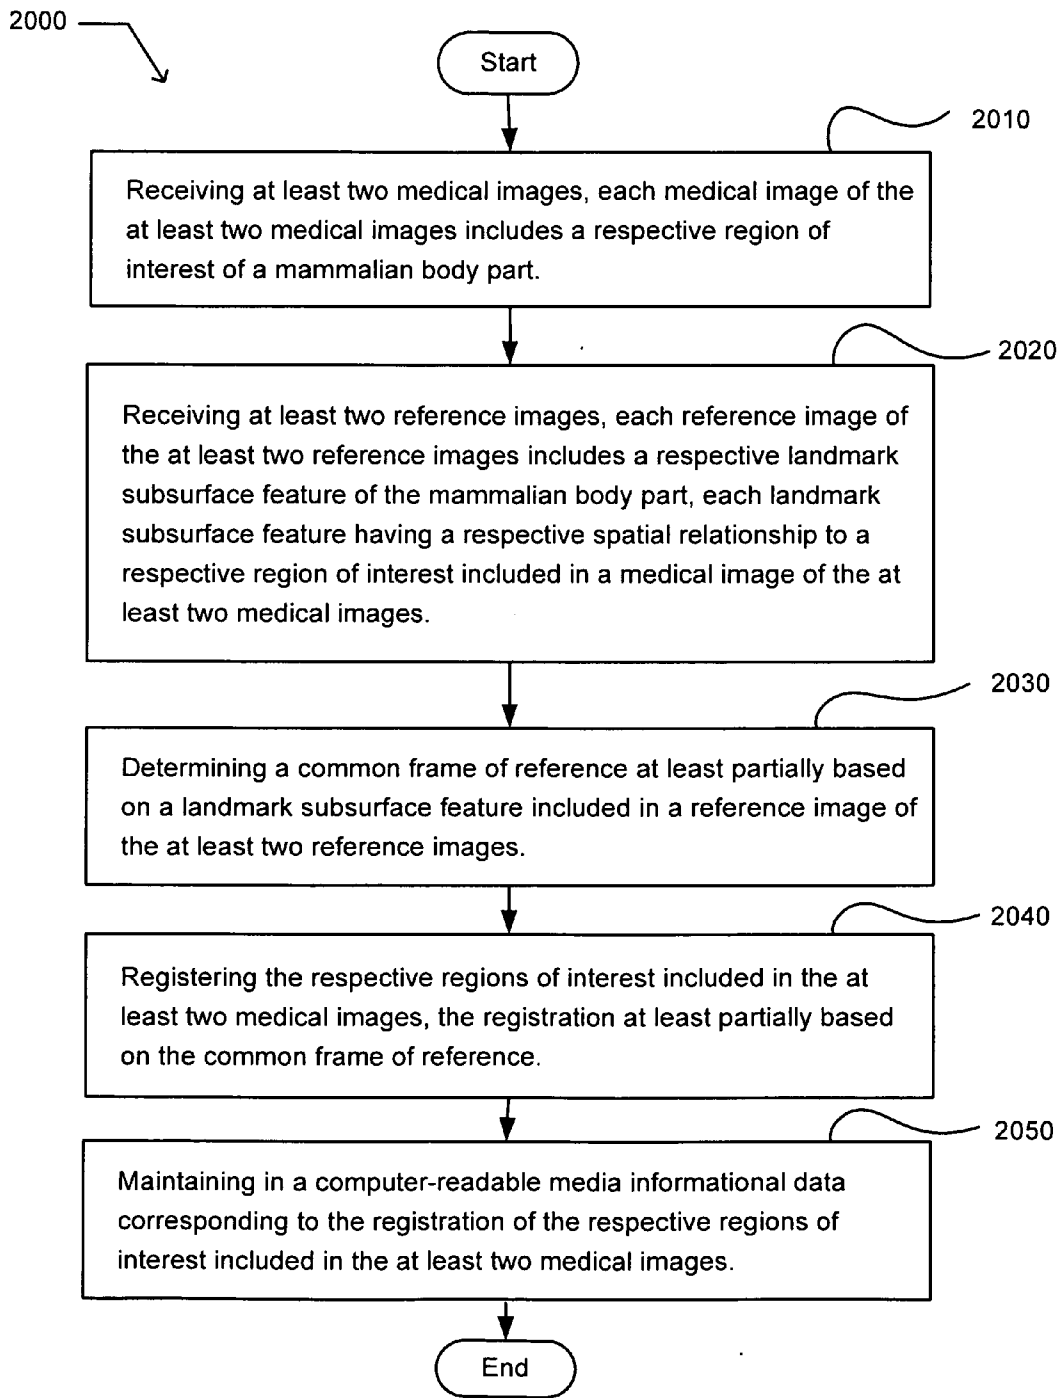 2000
Start
2010
Receiving at least two medical images, each medical image of the
at least two medical images includes a respective region of
interest of a mammalian body part.
2020
Receiving at least two reference images, each reference image of
the at least two reference images includes a respective landmark
subsurface feature of the mammalian body part, each landmark
subsurface feature having a respective spatial relationship to a
respective region of interest included in a medical image of the at
least two medical images.
2030
Determining a common frame of reference at least partially based
on a landmark subsurface feature included in a reference image of
the at least two reference images.
2040
Registering the respective regions of interest included in the at
least two medical images, the registration at least partially based
on the common frame of reference.
2050
Maintaining in a computer-readable media informational data
corresponding to the registration of the respective regions of
interest included in the at least two medical images.
End